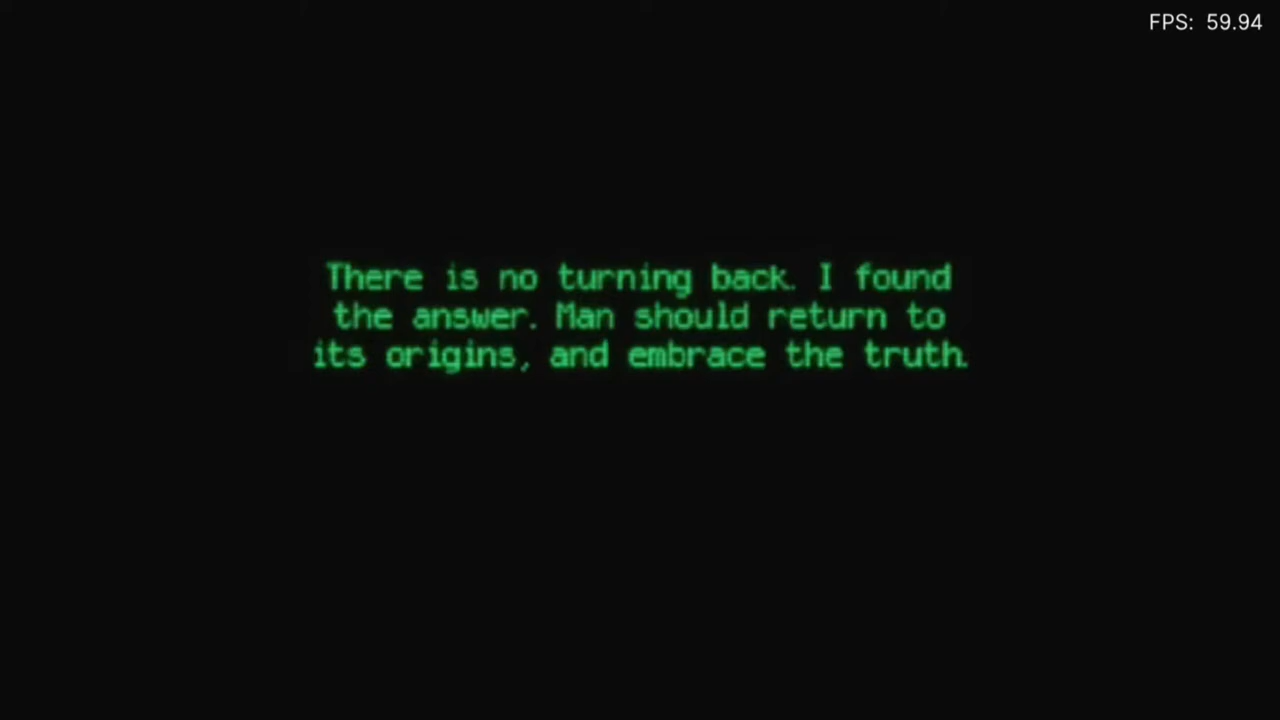 FPS: 59.94
There is no turning back. I found
the answer. Man should return to
its origins, and embrace the truth.